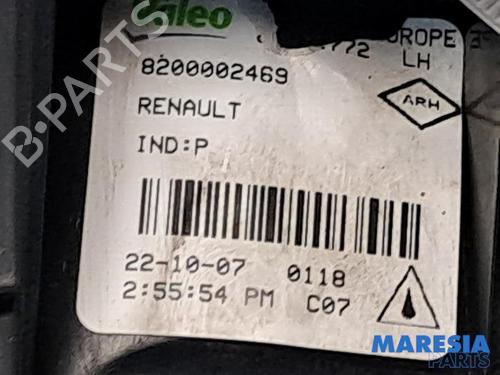 Valeo
772
EUROPE
LH
8200002469
RENAULT
ARH
IND:P
22-10-07
0118
2:55:54 PM
C07
B-PARTS
MARESIA
PARTS